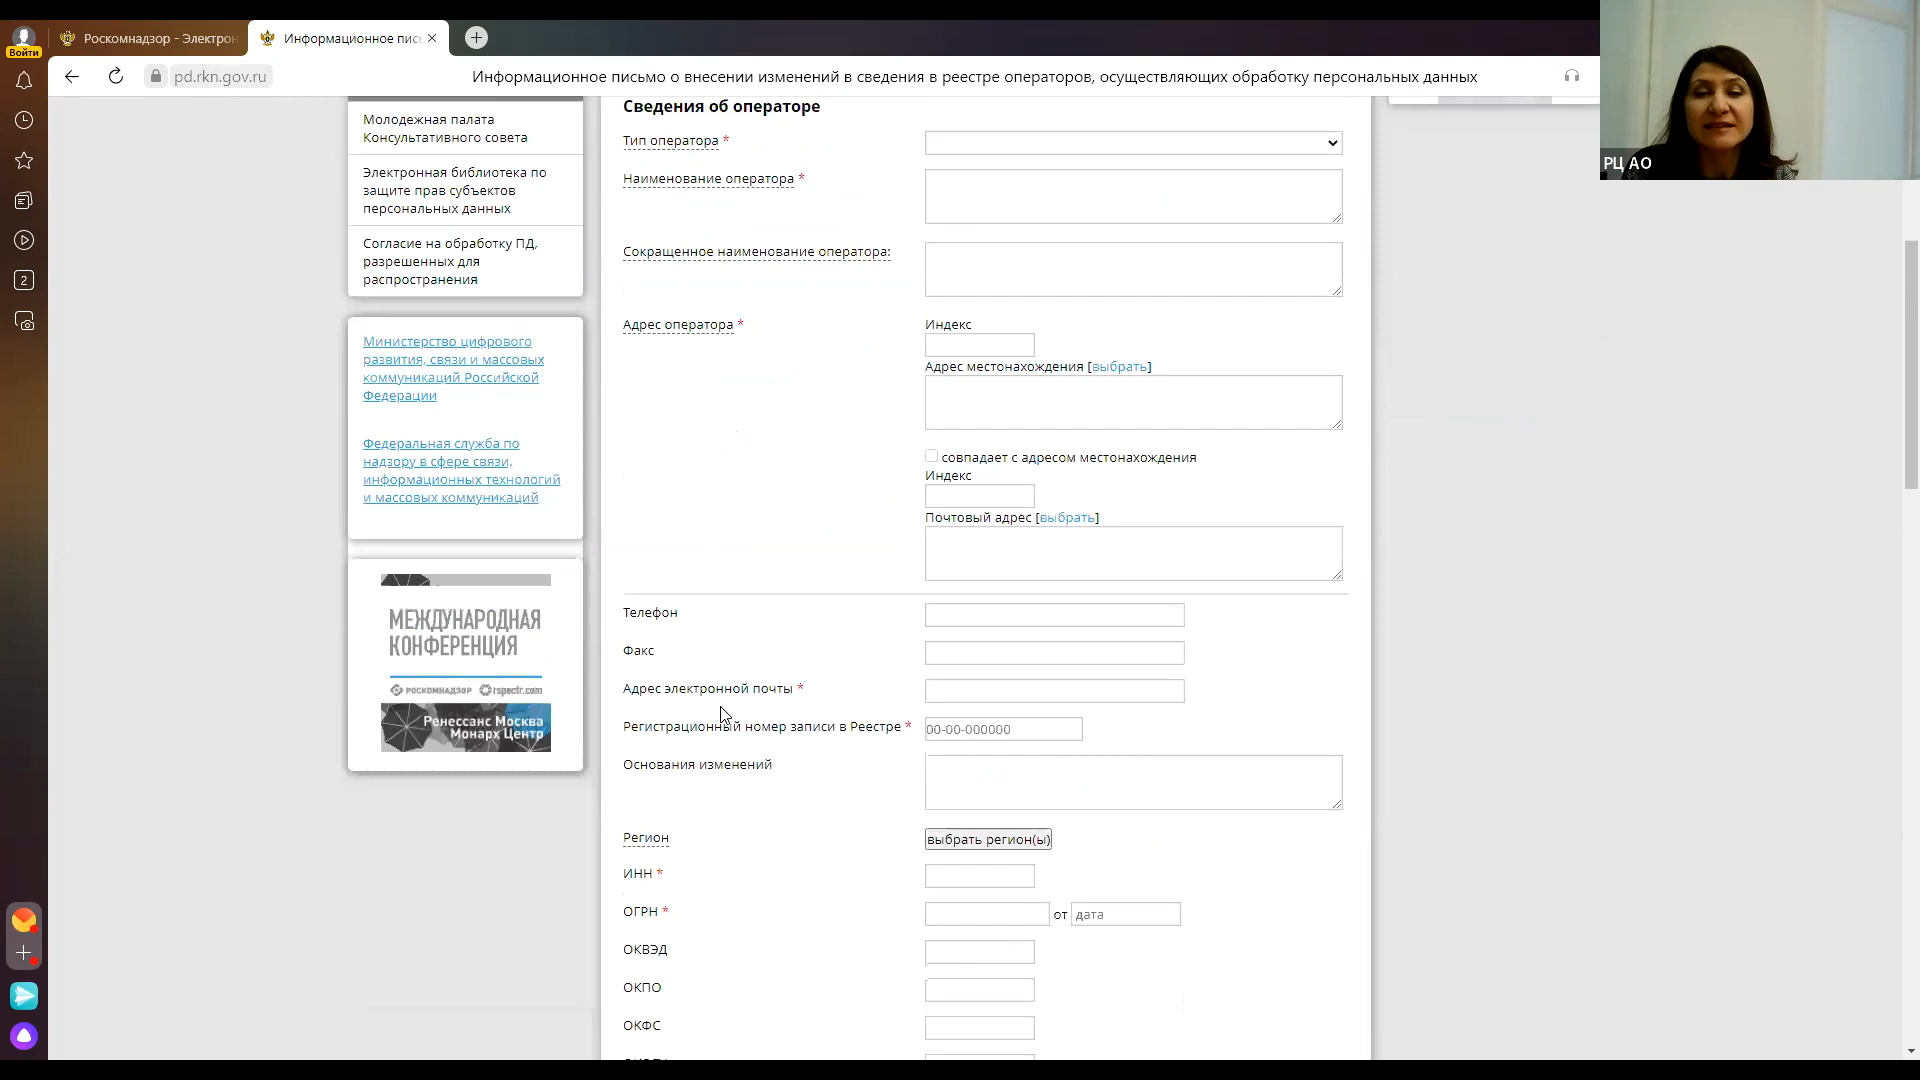 Войти
Роскомнадзор - Электрон
Информационное пис
pd.rkn.gov.ru
Информационное письмо о внесении изменений в сведения в реестре операторов, осуществляющих обработку персональных данных
РЦ АО
2
Молодежная палата
Консультативного совета
Электронная библиотека по
защите прав субъектов
персональных данных
Согласие на обработку ПД,
разрешенных для
распространения
Министерство цифрового
развития, связи и массовых
коммуникаций Российской
Федерации
Федеральная служба по
надзору в сфере связи,
информационных технологий
и массовых коммуникаций
МЕЖДУНАРОДНАЯ
КОНФЕРЕНЦИЯ
РОСКОМНАДЗОР rspectr.com
Ренессанс Москва
Монарх Центр
Сведения об операторе
Тип оператора *
Наименование оператора *
Сокращенное наименование оператора:
Адрес оператора *
Индекс
Адрес местонахождения [выбрать]
совпадает с адресом местонахождения
Индекс
Почтовый адрес [выбрать]
Телефон
Факс
Адрес электронной почты *
Регистрационный номер записи в Реестре * 00-00-000000
Основания изменений
Регион выбрать регион(ы)
ИНН *
ОГРН * от дата
ОКВЭД
ОКПО
ОКФС